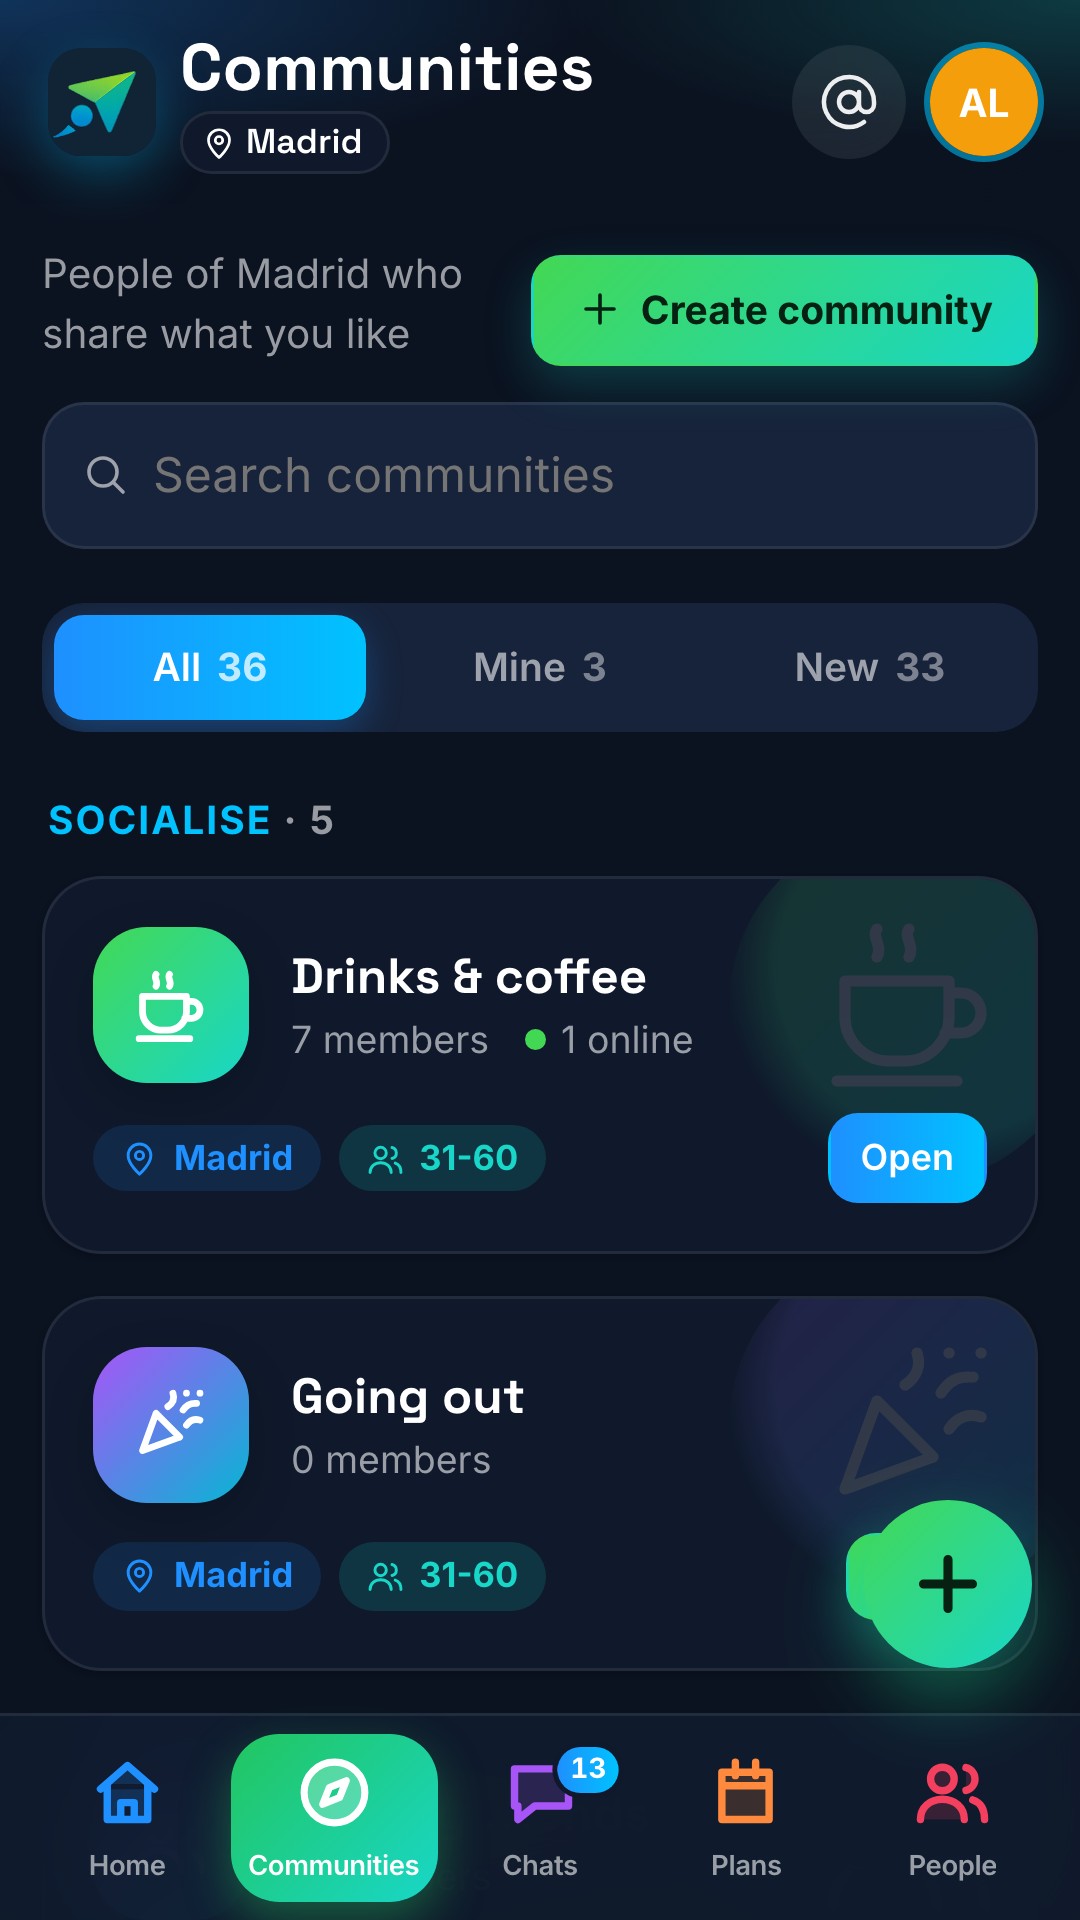 Communities
Madrid
@
AL
People of Madrid who
share what you like
+ Create community
Search communities
All 36
Mine 3
New 33
SOCIALISE · 5
Drinks & coffee
7 members
1 online
Madrid
31-60
Open
Going out
0 members
Madrid
31-60
+
13
Home
Communities
Chats
Plans
People